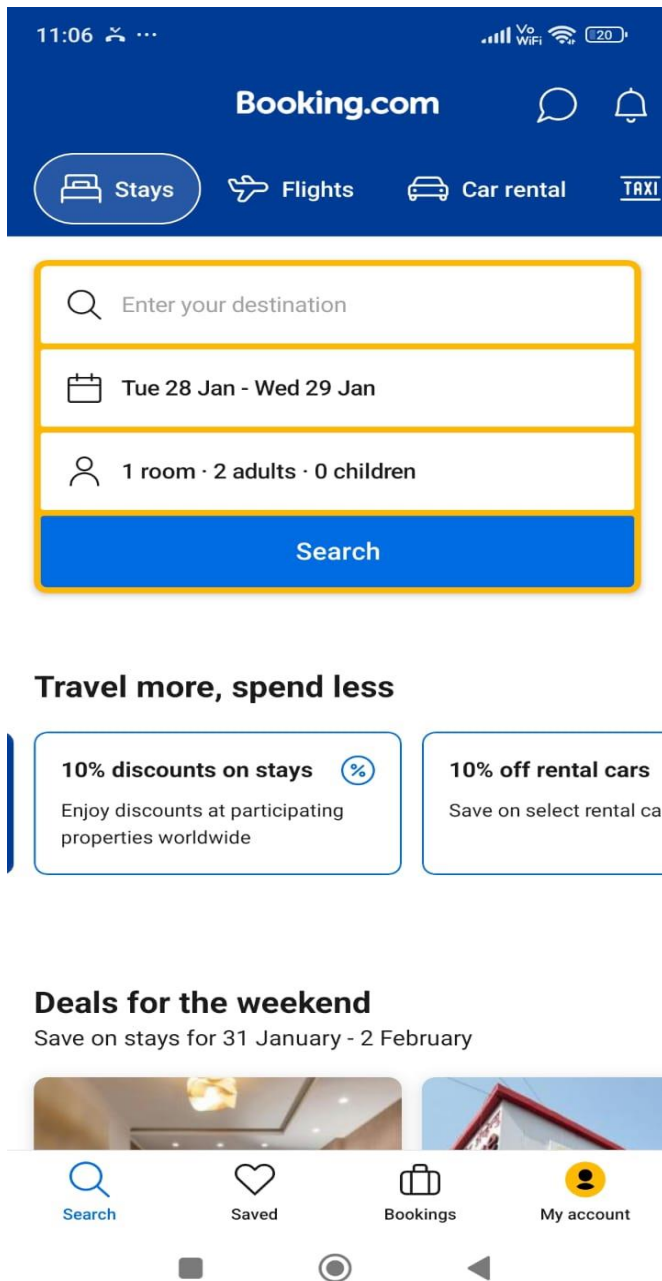 11:06 ...
Vo
WiFi
20
Booking.com
Stays
Flights
Car rental
TAXI
Enter your destination
Tue 28 Jan - Wed 29 Jan
1 room · 2 adults · 0 children
Search
Travel more, spend less
10% discounts on stays %
Enjoy discounts at participating
properties worldwide
10% off rental cars
Save on select rental ca
Deals for the weekend
Save on stays for 31 January - 2 February
Search
Saved
Bookings
My account